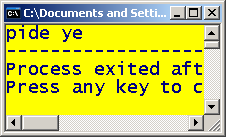 C:\Documents and Setti...
pide ye
--------------------
Process exited aft
Press any key to c